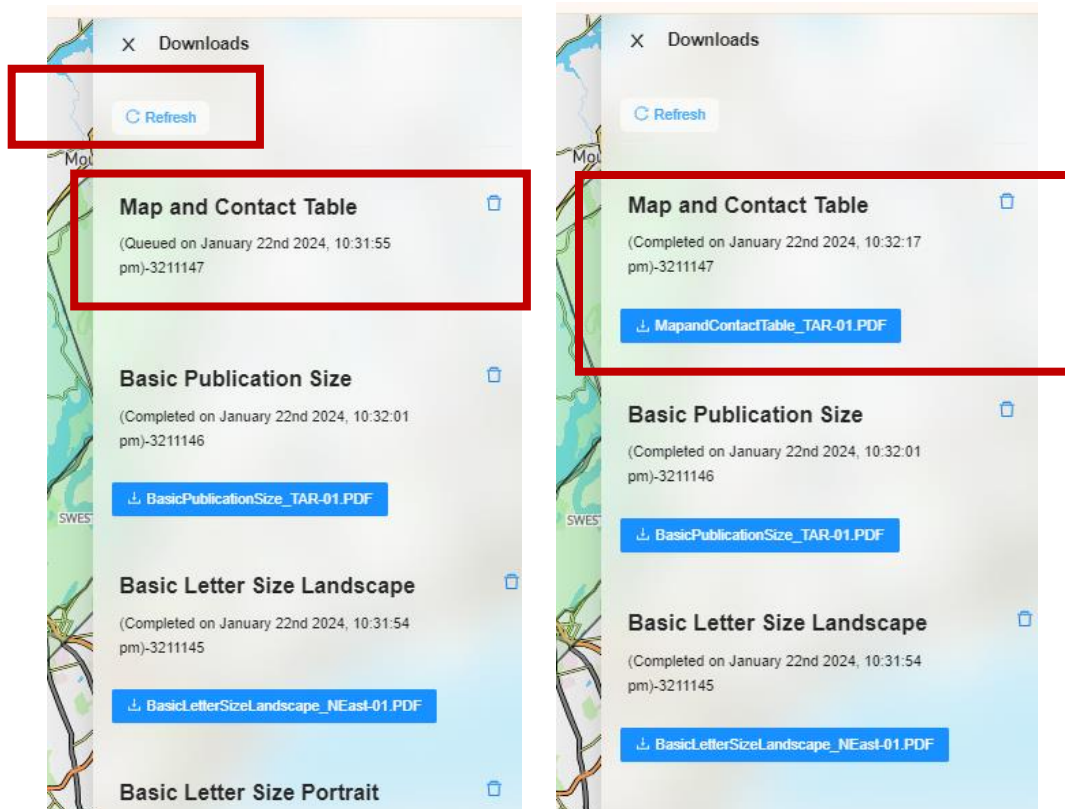 X Downloads
Refresh
Mou
Map and Contact Table
(Queued on January 22nd 2024, 10:31:55
pm)-3211147
Basic Publication Size
(Completed on January 22nd 2024, 10:32:01
pm)-3211146
BasicPublicationSize_TAR-01.PDF
SWEST
Basic Letter Size Landscape
(Completed on January 22nd 2024, 10:31:54
pm)-3211145
BasicLetterSizeLandscape_NEast-01.PDF
Basic Letter Size Portrait
X Downloads
Refresh
Mou
Map and Contact Table
(Completed on January 22nd 2024, 10:32:17
pm)-3211147
MapandContactTable_TAR-01.PDF
Basic Publication Size
(Completed on January 22nd 2024, 10:32:01
pm)-3211146
SWES
BasicPublicationSize_TAR-01.PDF
Basic Letter Size Landscape
(Completed on January 22nd 2024, 10:31:54
pm)-3211145
BasicLetterSizeLandscape_NEast-01.PDF